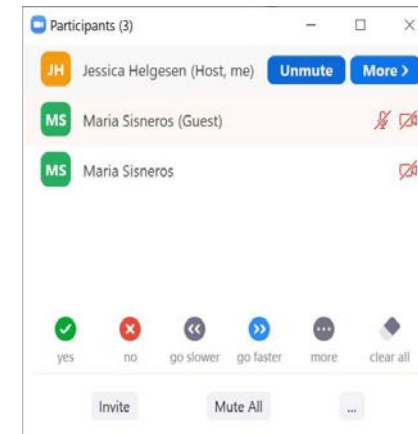 Participants (3)
JH Jessica Helgesen (Host, me) Unmute More >
MS Maria Sisneros (Guest)
MS Maria Sisneros
yes no go slower go faster more clear all
Invite Mute All ...